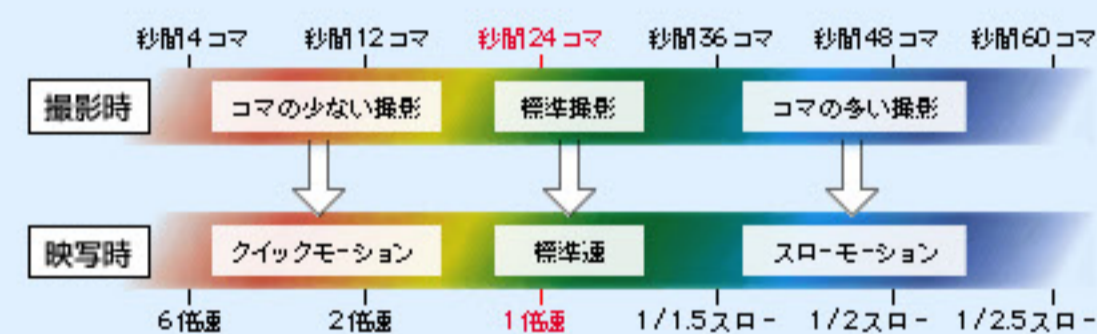 秒間4コマ 秒間12コマ 秒間24コマ 秒間36コマ 秒間48コマ 秒間60コマ
撮影時 コマの少ない撮影 標準撮影 コマの多い撮影
映写時 クイックモーション 標準速 スローモーション
6倍速 2倍速 1倍速 1/1.5スロー 1/2スロー 1/2.5スロー